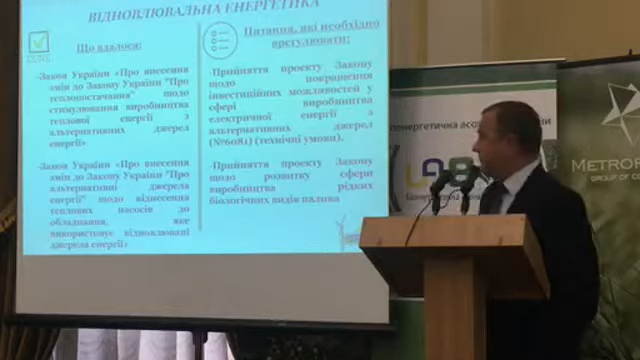 ВІДНОВЛЮВАЛЬНА ЕНЕРГЕТИКА
Що вдалося:
-Закон України «Про внесення
змін до Закону України "Про
теплопостачання" щодо
стимулювання виробництва
теплової енергії з
альтернативних джерел
енергії»
-Закон України «Про внесення
змін до Закону України "Про
альтернативні джерела
енергії" щодо віднесення
теплових насосів до
обладнання, яке
використовує відновлювані
джерела енергії»
Питання, які необхідно
врегулювати:
-Прийняття проекту Закону
щодо покращення
інвестиційних можливостей у
сфері виробництва
електричної енергії з
альтернативних джерел
(№6081) (технічні умови).
-Прийняття проекту Закону
щодо розвитку сфери
виробництва рідких
біологічних видів палива
METROPO
GROUP OF CO